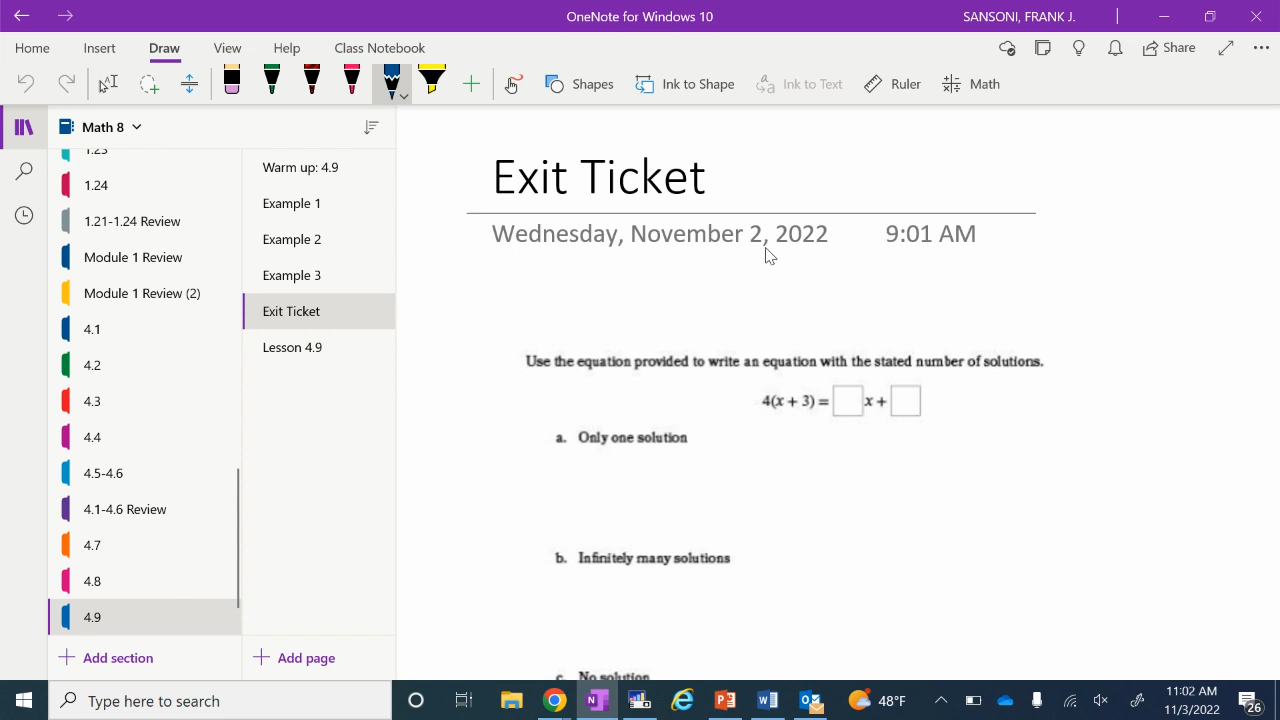 OneNote for Windows 10
SANSONI, FRANK J.
Home Insert Draw View Help Class Notebook
Share
Shapes Ink to Shape Ink to Text Ruler Math
Math 8
1.23
1.24
1.21-1.24 Review
Module 1 Review
Module 1 Review (2)
4.1
4.2
4.3
4.4
4.5-4.6
4.1-4.6 Review
4.7
4.8
4.9
Add section
Warm up: 4.9
Example 1
Example 2
Example 3
Exit Ticket
Lesson 4.9
Add page
Exit Ticket
Wednesday, November 2, 2022 9:01 AM
Use the equation provided to write an equation with the stated number of solutions.
4(x + 3) = x +
a. Only one solution
b. Infinitely many solutions
c. No solution
Type here to search
48°F
11:02 AM
11/3/2022
26